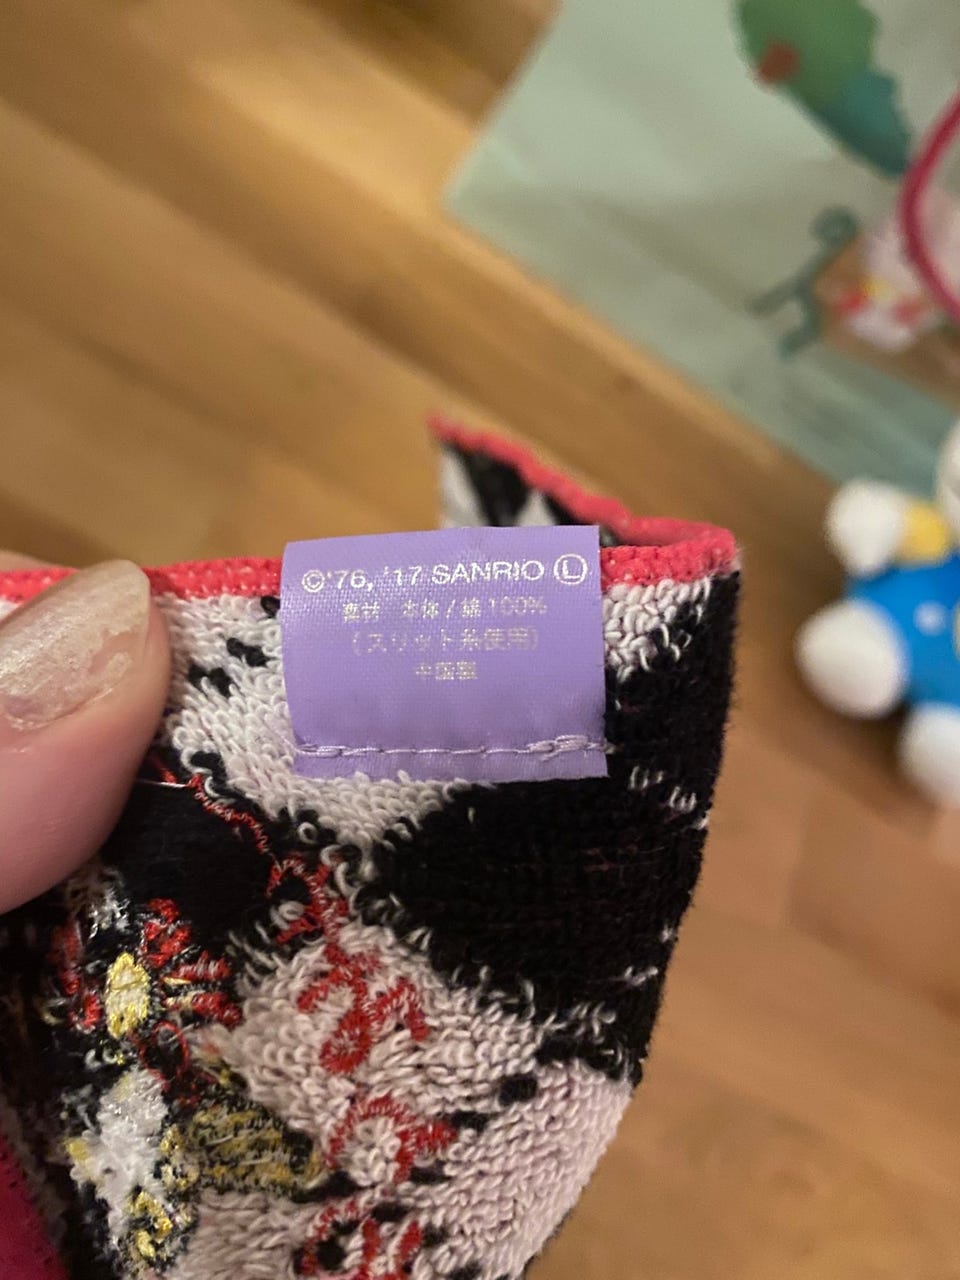 ©'76, '17 SANRIO Ⓛ
素材 本体 / 綿 100%
(スリット糸使用)
中国製